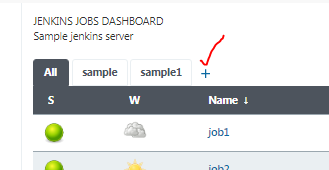 JENKINS JOBS DASHBOARD
Sample jenkins server
All sample sample1 +
S W Name ↓
job1
job2